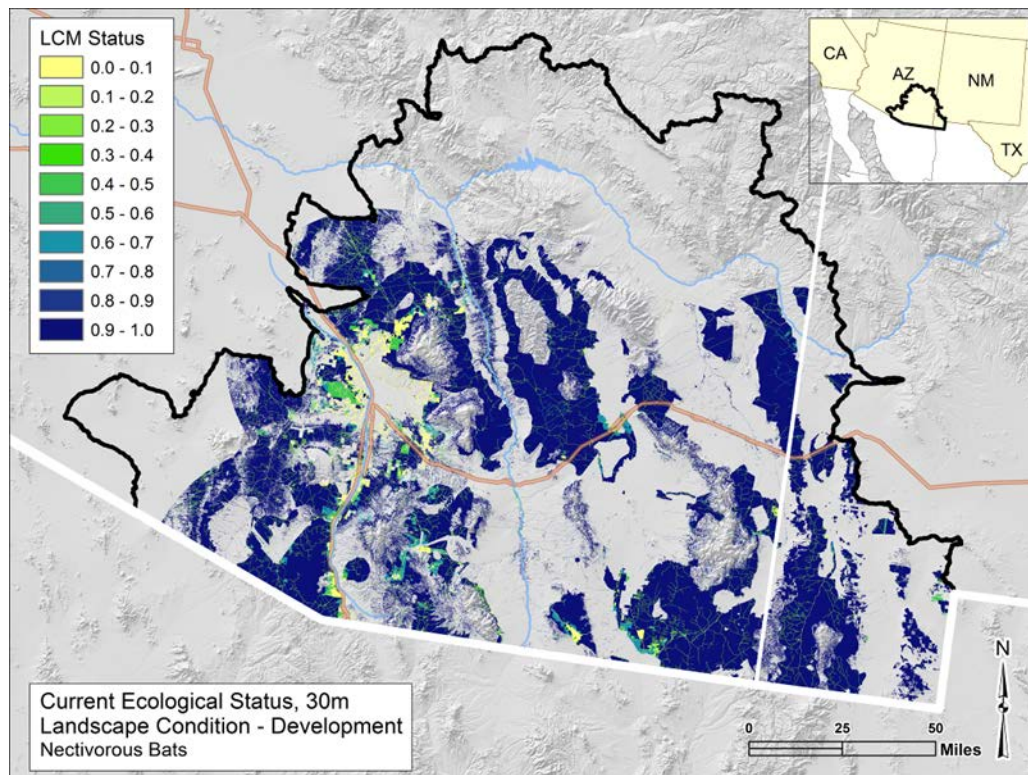 LCM Status
0.0 - 0.1
0.1 - 0.2
0.2 - 0.3
0.3 - 0.4
0.4 - 0.5
0.5 - 0.6
0.6 - 0.7
0.7 - 0.8
0.8 - 0.9
0.9 - 1.0
CA
AZ
NM
TX
Current Ecological Status, 30m
Landscape Condition - Development
Nectivorous Bats
N
0 25 50
Miles